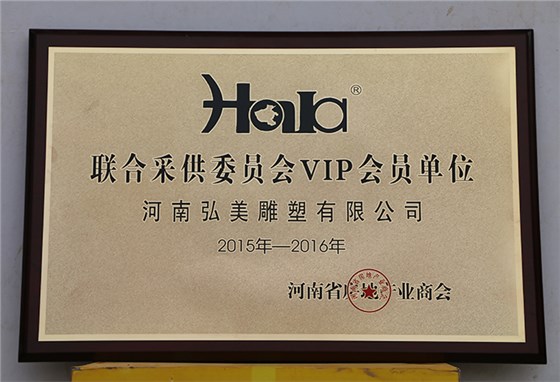 Holla®
联合采供委员会VIP会员单位
河南弘美雕塑有限公司
2015年—2016年
河南省 地 业商会